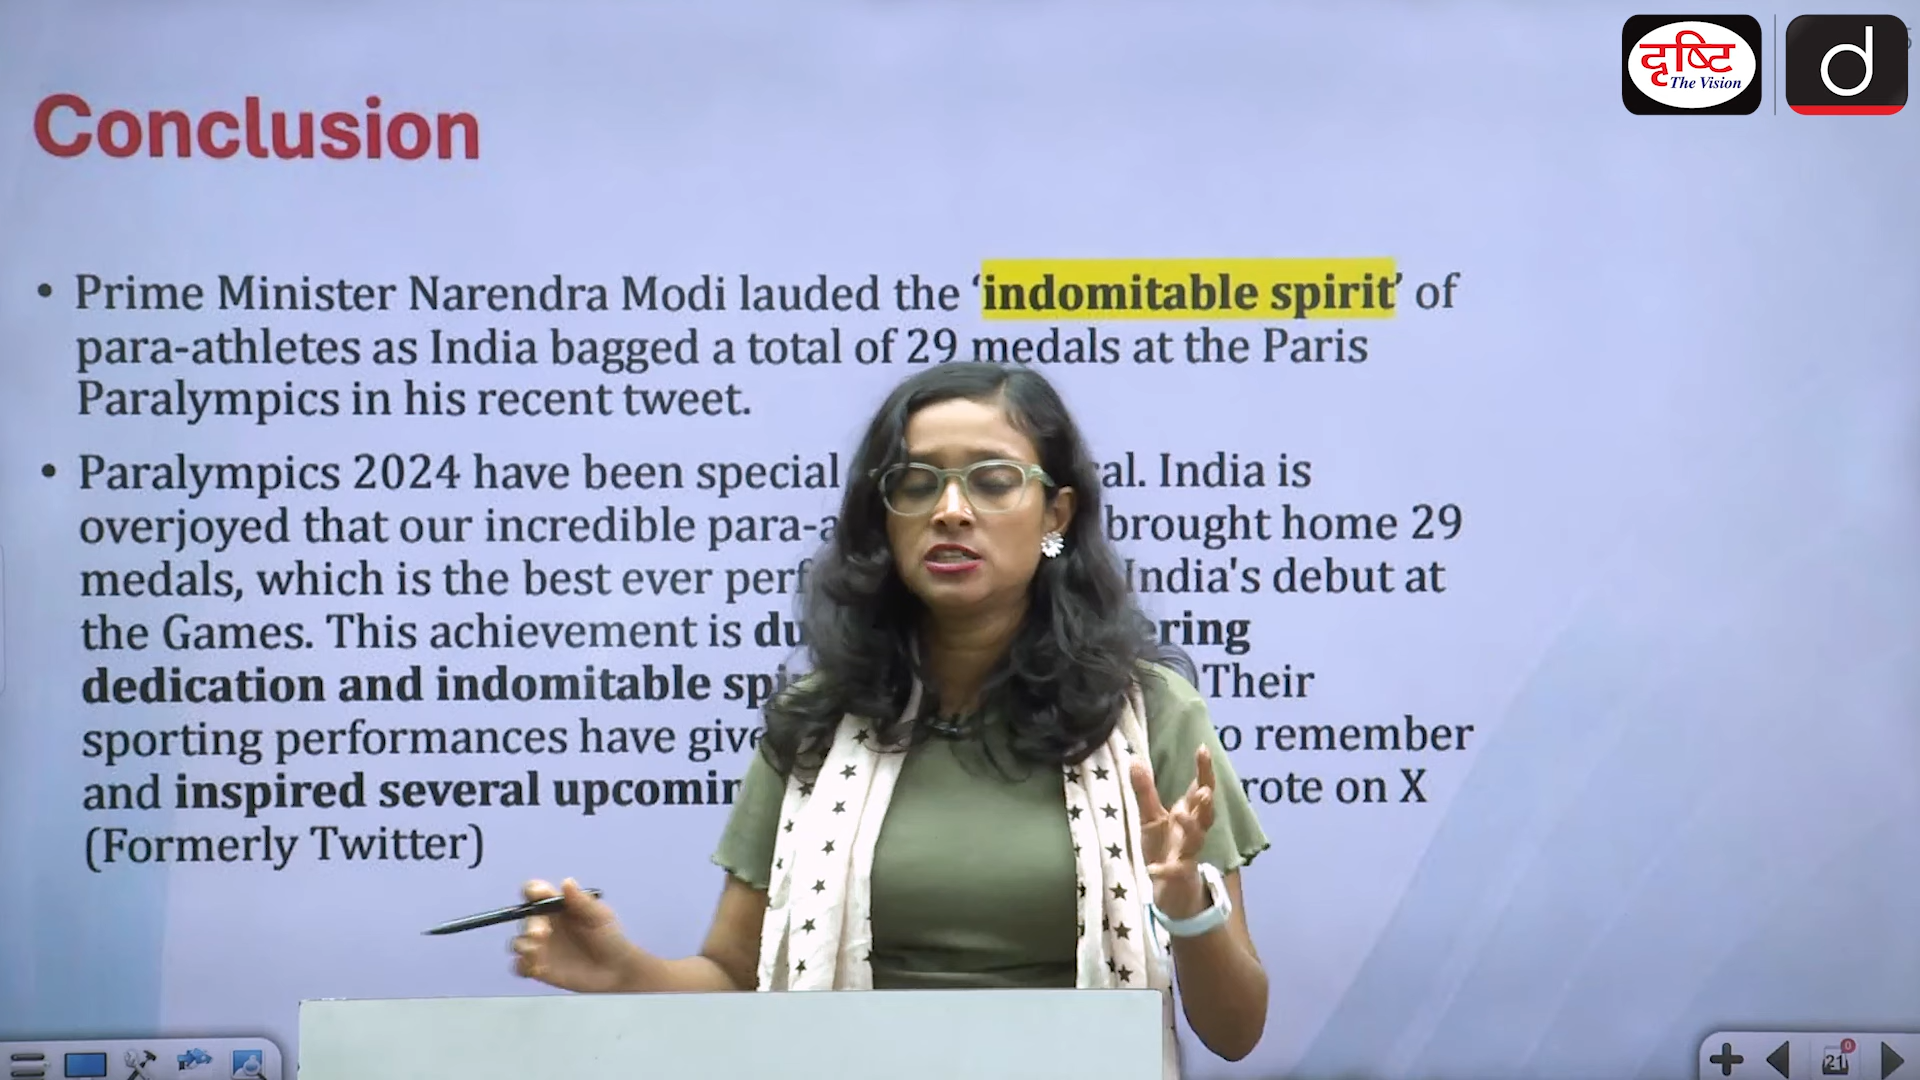 दृष्टि
The Vision
d
Conclusion
• Prime Minister Narendra Modi lauded the ‘indomitable spirit’ of
para-athletes as India bagged a total of 29 medals at the Paris
Paralympics in his recent tweet.
• Paralympics 2024 have been special al. India is
overjoyed that our incredible para-a brought home 29
medals, which is the best ever perf India's debut at
the Games. This achievement is du ring
dedication and indomitable spi Their
sporting performances have give o remember
and inspired several upcomin rote on X
(Formerly Twitter)
21
0